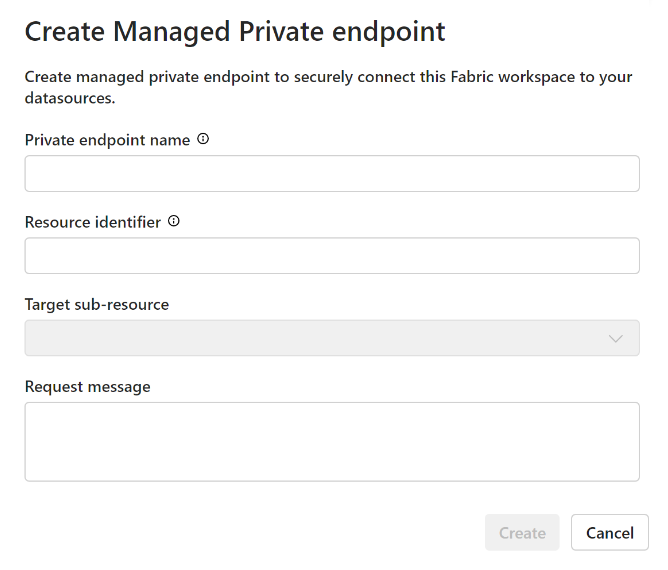 Create Managed Private endpoint
Create managed private endpoint to securely connect this Fabric workspace to your
datasources.
Private endpoint name
Resource identifier
Target sub-resource
Request message
Create
Cancel